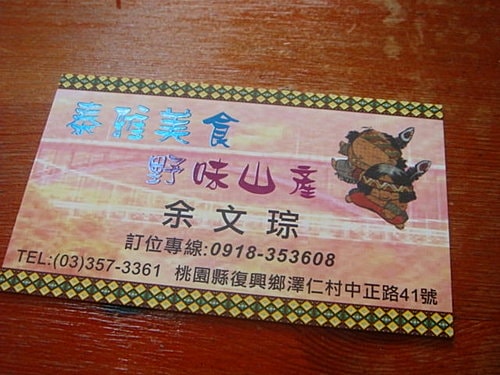 泰雅美食
野味山產
余文琮
訂位專線:0918-353608
TEL:(03)357-3361 桃園縣復興鄉澤仁村中正路41號